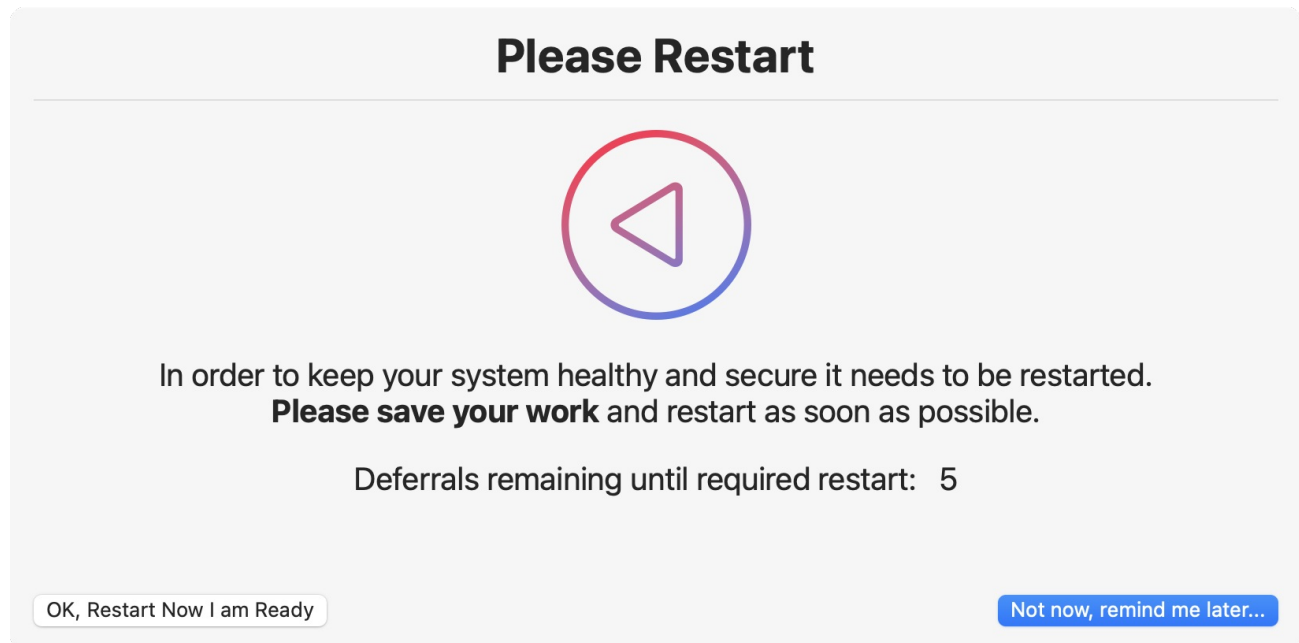 Please Restart
In order to keep your system healthy and secure it needs to be restarted.
Please save your work and restart as soon as possible.
Deferrals remaining until required restart: 5
OK, Restart Now I am Ready
Not now, remind me later...